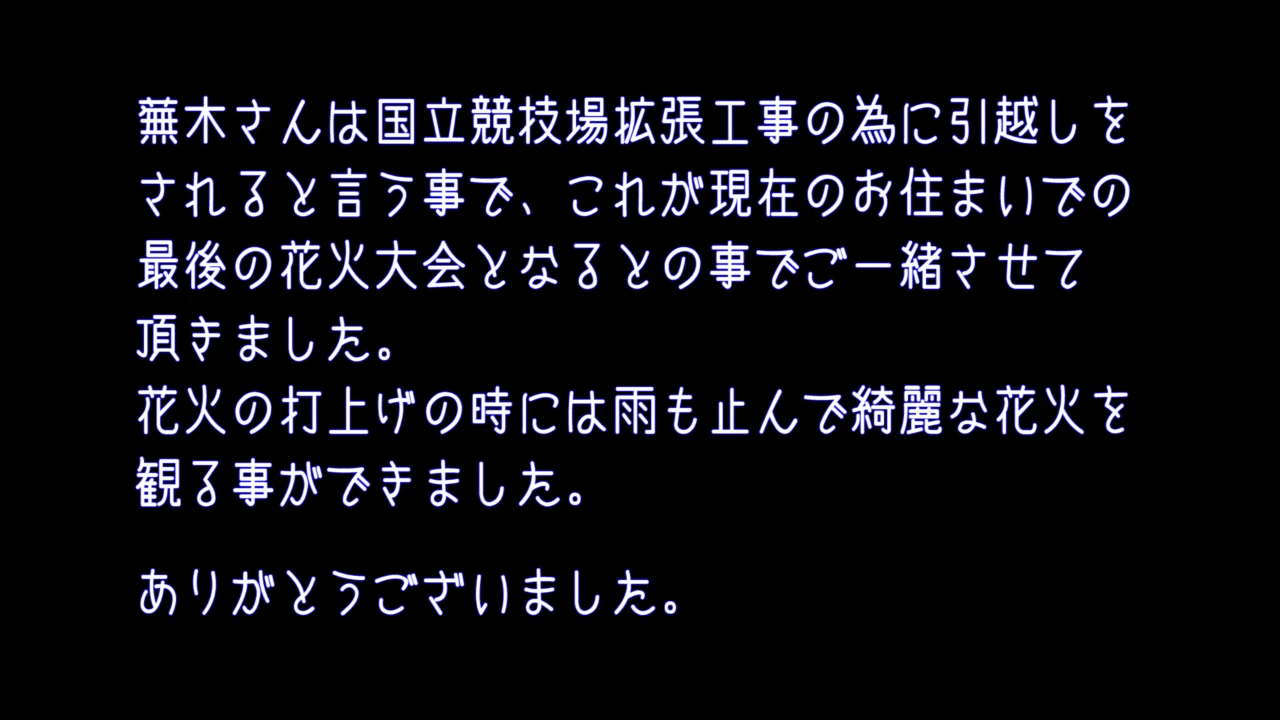 蕪木さんは国立競技場拡張工事の為に引越しを
されると言う事で、これが現在のお住まいでの
最後の花火大会となるとの事でご一緒させて
頂きました。
花火の打上げの時には雨も止んで綺麗な花火を
観る事ができました。
ありがとうございました。